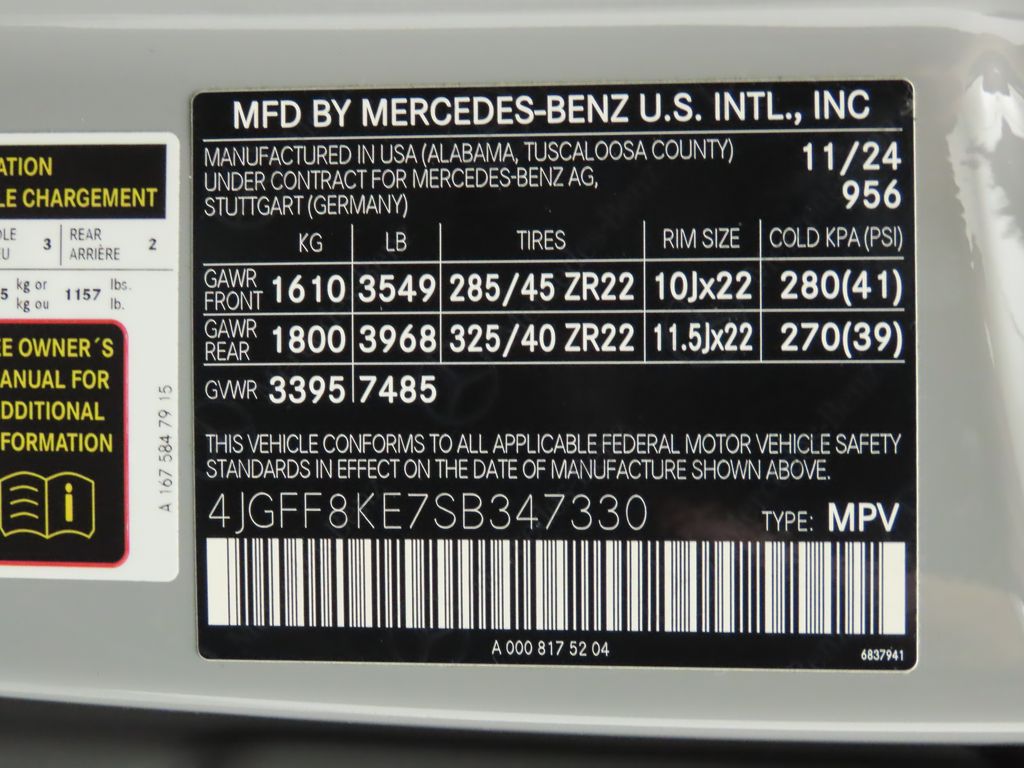 MFD BY MERCEDES-BENZ U.S. INTL., INC
MANUFACTURED IN USA (ALABAMA, TUSCALOOSA COUNTY) 11/24
UNDER CONTRACT FOR MERCEDES-BENZ AG, 956
STUTTGART (GERMANY)
KG LB TIRES RIM SIZE COLD KPA (PSI)
GAWR FRONT 1610 3549 285/45 ZR22 10Jx22 280(41)
GAWR REAR 1800 3968 325/40 ZR22 11.5Jx22 270(39)
GVWR 3395 7485
THIS VEHICLE CONFORMS TO ALL APPLICABLE FEDERAL MOTOR VEHICLE SAFETY
STANDARDS IN EFFECT ON THE DATE OF MANUFACTURE SHOWN ABOVE.
4JGFF8KE7SB347330 TYPE: MPV
A 000 817 52 04 6837941
CHARGEMENT
3 REAR ARRIÈRE 2
kg or lbs.
kg ou 1157 lb.
OWNER´S
FOR
A 167 584 79 15